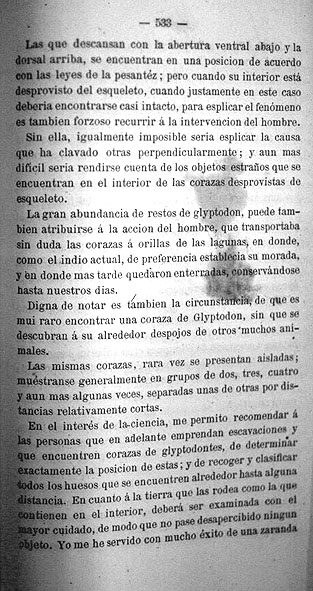 — 533 —
Las que descansan con la abertura ventral abajo y la
dorsal arriba, se encuentran en una posicion de acuerdo
con las leyes de la pesantéz; pero cuando su interior está
desprovisto del esqueleto, cuando justamente en este caso
deberia encontrarse casi intacto, para esplicar el fenómeno
es tambien forzoso recurrir á la intervencion del hombre.
Sin ella, igualmente imposible seria esplicar la causa
que ha clavado otras perpendicularmente; y aun mas
dificil seria rendirse cuenta de los objetos estraños que se
encuentran en el interior de las corazas desprovistas de
esqueleto.
La gran abundancia de restos de glyptodon, puede tam-
bien atribuirse á la accion del hombre, que transportaba
sin duda las corazas á orillas de las lagunas, en donde,
como el indio actual, de preferencia establecia su morada,
y en donde mas tarde quedaron enterradas, conservándose
hasta nuestros dias.
Digna de notar es tambien la circunstancia, de que es
mui raro encontrar una coraza de Glyptodon, sin que se
descubran á su alrededor despojos de otros muchos ani-
males.
Las mismas corazas, rara vez se presentan aisladas;
muéstranse generalmente en grupos de dos, tres, cuatro
y aun mas algunas veces, separadas unas de otras por dis-
tancias relativamente cortas.
En el interés de la ciencia, me permito recomendar á
las personas que en adelante emprendan escavaciones y
que encuentren corazas de glyptodontes, de determinar
exactamente la posicion de estas; y de recoger y clasificar
todos los huesos que se encuentren alrededor hasta alguna
distancia. En cuanto á la tierra que las rodea como la que
contienen en el interior, deberá ser examinada con el
mayor cuidado, de modo que no pase desapercibido ningun
objeto. Yo me he servido con mucho éxito de una zaranda